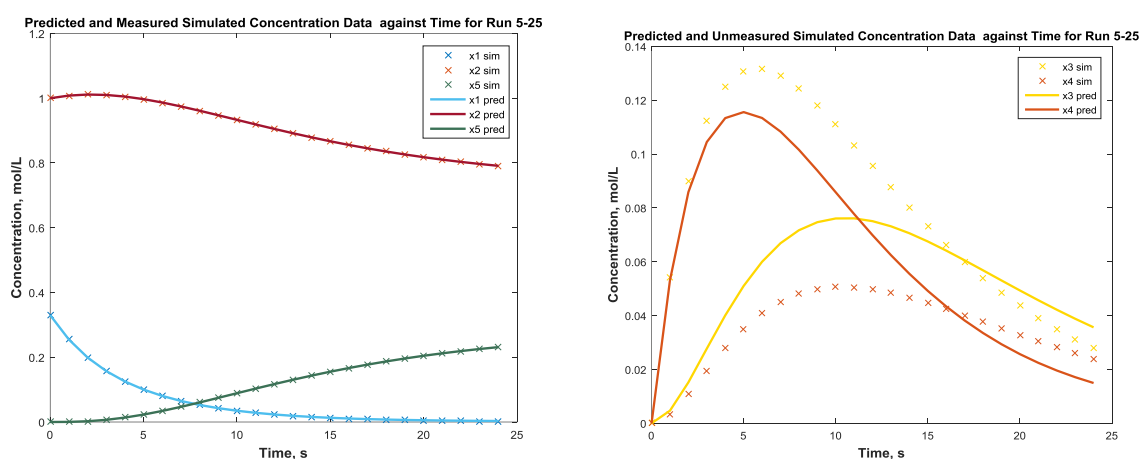 Predicted and Measured Simulated Concentration Data  against Time for Run 5-25
1.2
1
0.8
0.6
0.4
0.2
0
0
5
10
15
20
25
Concentration, mol/L
Time, s
x1 sim
x2 sim
x5 sim
x1 pred
x2 pred
x5 pred
Predicted and Unmeasured Simulated Concentration Data  against Time for Run 5-25
0.14
0.12
0.1
0.08
0.06
0.04
0.02
0
0
5
10
15
20
25
Concentration, mol/L
Time, s
x3 sim
x4 sim
x3 pred
x4 pred